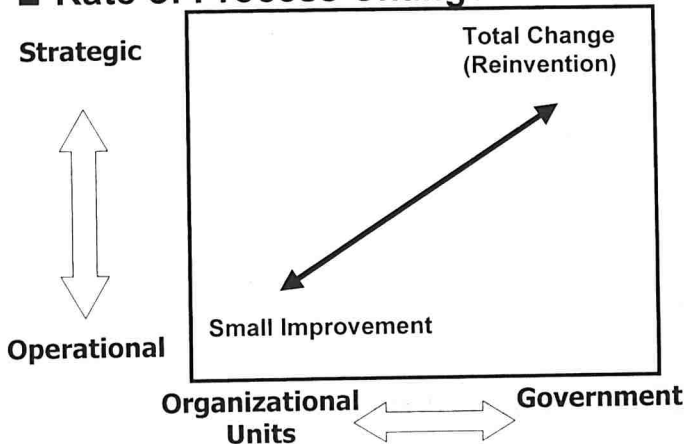 Strategic
Total Change
(Reinvention)
Small Improvement
Operational
Organizational
Units
Government